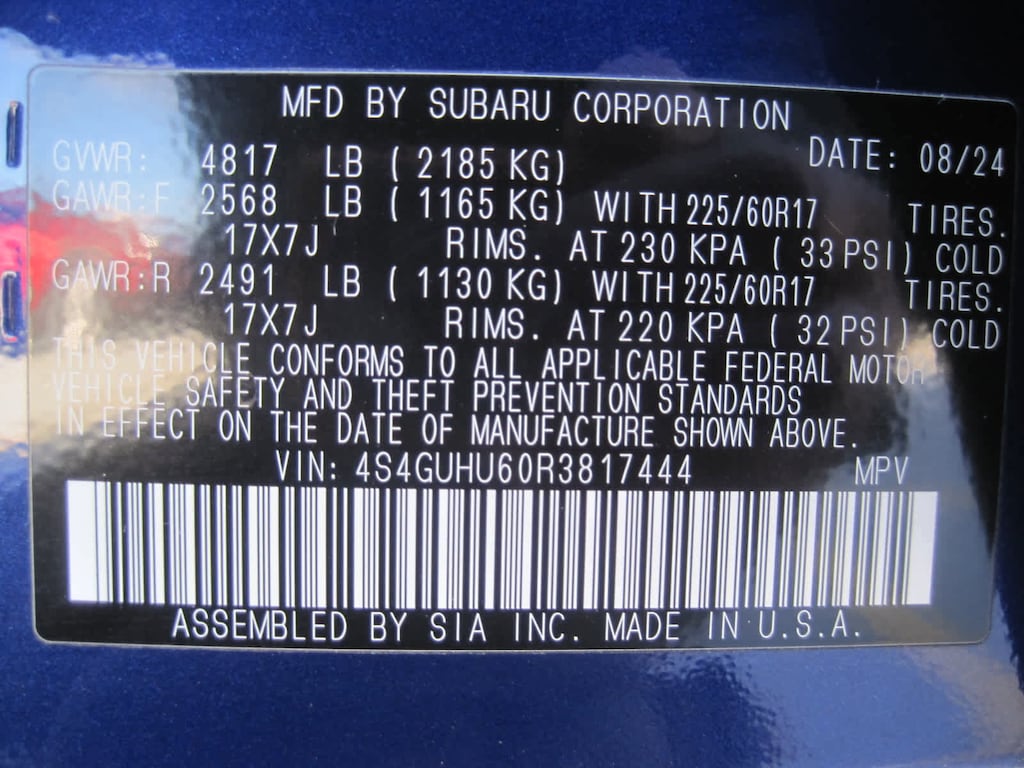 MFD BY SUBARU CORPORATION
DATE: 08/24
GVWR: 4817 LB ( 2185 KG)
GAWR:F 2568 LB ( 1165 KG) WITH 225/60R17 TIRES.
17X7J RIMS. AT 230 KPA ( 33 PSI) COLD
GAWR:R 2491 LB ( 1130 KG) WITH 225/60R17 TIRES.
17X7J RIMS. AT 220 KPA ( 32 PSI) COLD
THIS VEHICLE CONFORMS TO ALL APPLICABLE FEDERAL MOTOR
VEHICLE SAFETY AND THEFT PREVENTION STANDARDS
IN EFFECT ON THE DATE OF MANUFACTURE SHOWN ABOVE.
VIN: 4S4GUHU60R3817444 MPV
ASSEMBLED BY SIA INC. MADE IN U.S.A.